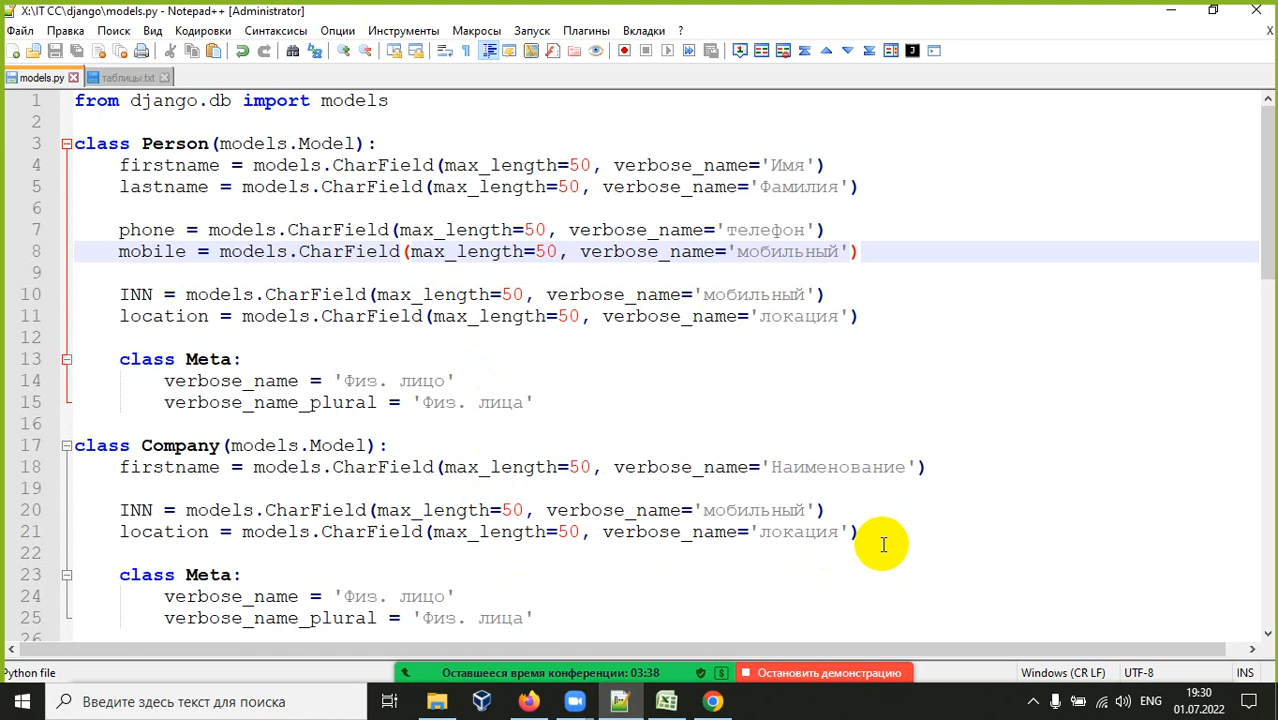 X:\IT CC\django\models.py - Notepad++ [Administrator]
Файл Правка Поиск Вид Кодировки Синтаксисы Опции Инструменты Макросы Запуск Плагины Вкладки ? X
models.py таблицы.txt
1 from django.db import models
2
3 class Person(models.Model):
4 firstname = models.CharField(max_length=50, verbose_name='Имя')
5 lastname = models.CharField(max_length=50, verbose_name='Фамилия')
6
7 phone = models.CharField(max_length=50, verbose_name='телефон')
8 mobile = models.CharField(max_length=50, verbose_name='мобильный')
9
10 INN = models.CharField(max_length=50, verbose_name='мобильный')
11 location = models.CharField(max_length=50, verbose_name='локация')
12
13 class Meta:
14 verbose_name = 'Физ. лицо'
15 verbose_name_plural = 'Физ. лица'
16
17 class Company(models.Model):
18 firstname = models.CharField(max_length=50, verbose_name='Наименование')
19
20 INN = models.CharField(max_length=50, verbose_name='мобильный')
21 location = models.CharField(max_length=50, verbose_name='локация')
22
23 class Meta:
24 verbose_name = 'Физ. лицо'
25 verbose_name_plural = 'Физ. лица'
26
Python file Оставшееся время конференции: 03:38 Остановить демонстрацию Windows (CR LF) UTF-8 INS
Введите здесь текст для поиска ENG 19:30
01.07.2022